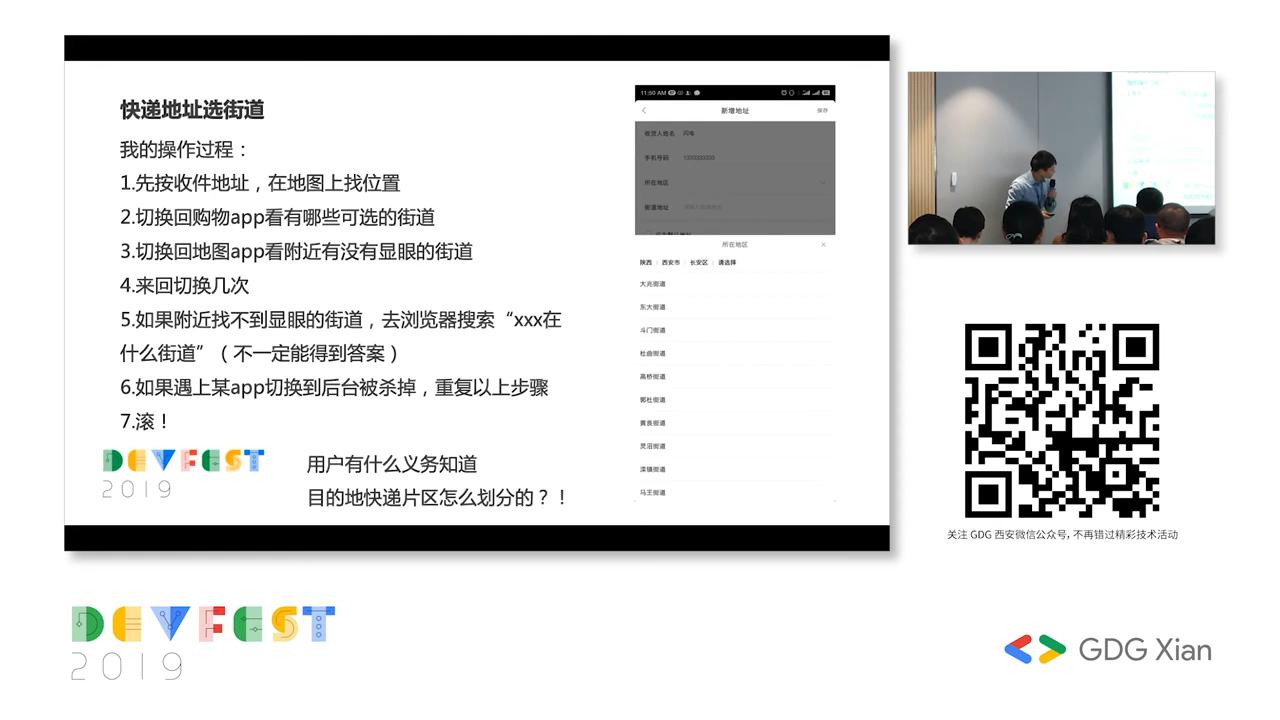 快递地址选街道
我的操作过程：
1.先按收件地址，在地图上找位置
2.切换回购物app看有哪些可选的街道
3.切换回地图app看附近有没有显眼的街道
4.来回切换几次
5.如果附近找不到显眼的街道，去浏览器搜索“xxx在
什么街道”（不一定能得到答案）
6.如果遇上某app切换到后台被杀掉，重复以上步骤
7.滚！
用户有什么义务知道
目的地快递片区怎么划分的？！
DEVFEST
2019
11:50 AM
新增地址
保存
收货人姓名 闪电
手机号码
所在地区
街道地址
所在地区
陕西 西安市 长安区 请选择
大兆街道
东大街道
斗门街道
杜曲街道
高桥街道
郭杜街道
黄良街道
灵沼街道
滦镇街道
马王街道
关注 GDG 西安微信公众号, 不再错过精彩技术活动
DEVFEST
2019
GDG Xian